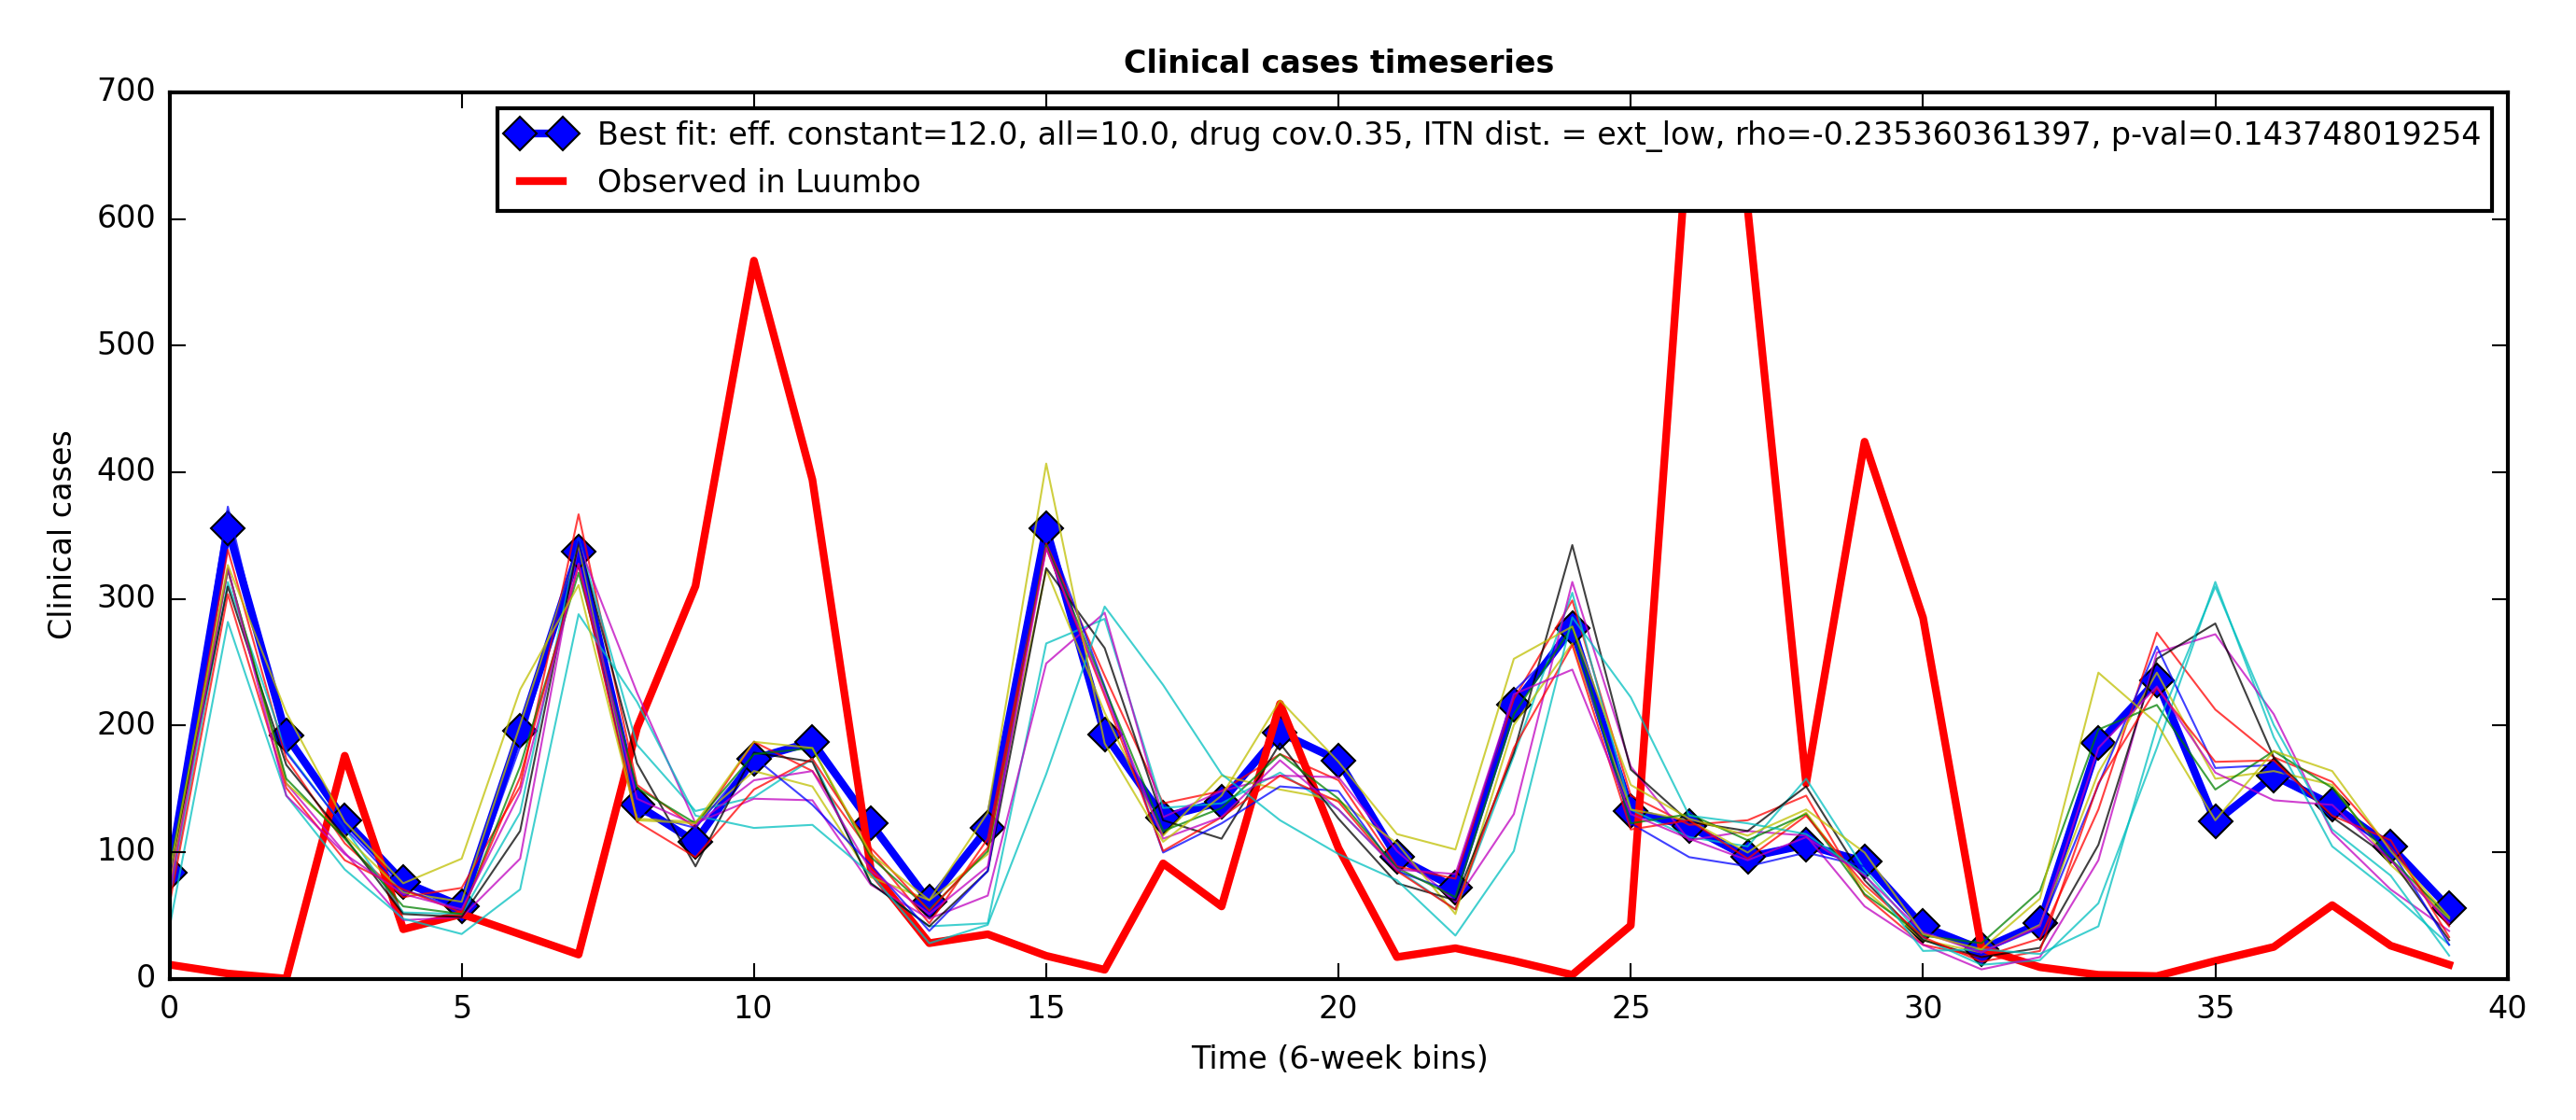 Clinical cases timeseries
700
600
500
400
300
200
100
0
Clinical cases
Best fit: eff. constant=12.0, all=10.0, drug cov.0.35, ITN dist. = ext_low, rho=-0.235360361397, p-val=0.143748019254
Observed in Luumbo
0 5 10 15 20 25 30 35 40
Time (6-week bins)